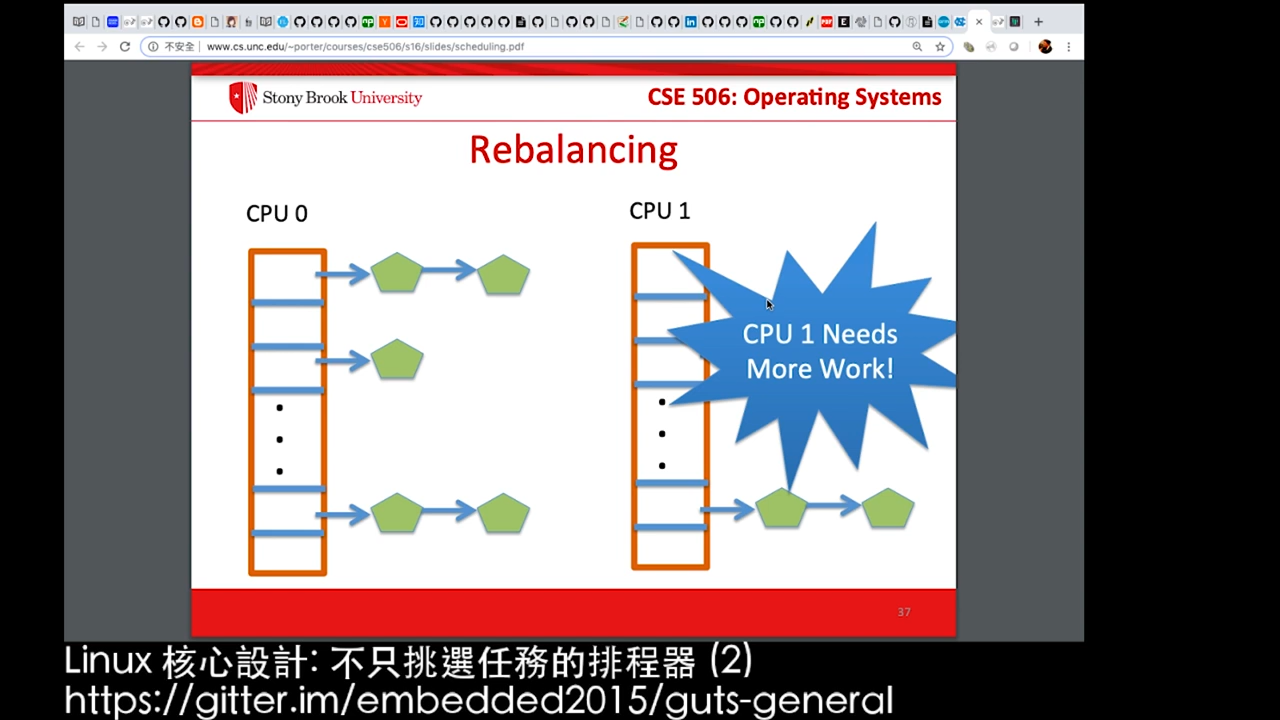 不安全 www.cs.unc.edu/~porter/courses/cse506/s16/slides/scheduling.pdf
Stony Brook University
CSE 506: Operating Systems
Rebalancing
CPU 0
CPU 1
CPU 1 Needs
More Work!
37
Linux 核心設計: 不只挑選任務的排程器 (2)
https://gitter.im/embedded2015/guts-general